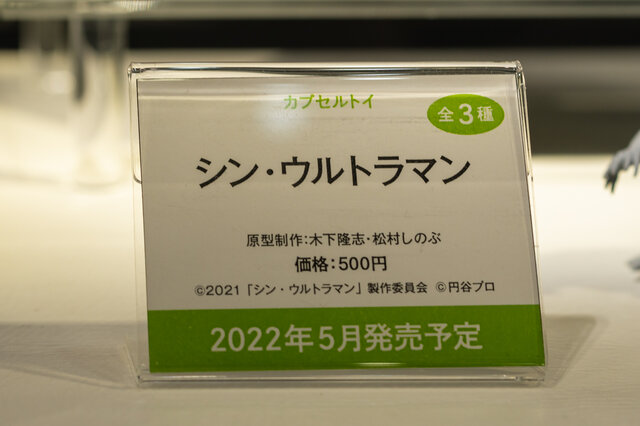 カプセルトイ
全3種
シン・ウルトラマン
原型制作:木下隆志・松村しのぶ
価格:500円
©2021「シン・ウルトラマン」製作委員会 ©円谷プロ
2022年5月発売予定